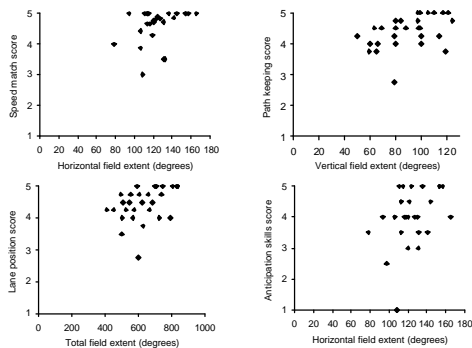 5
4
3
2
1
Speed match score
0 20 40 60 80 100 120 140 160 180
Horizontal field extent (degrees)
5
4
3
2
1
Path keeping score
0 20 40 60 80 100 120
Vertical field extent (degrees)
5
4
3
2
1
Lane position score
0 200 400 600 800 1000
Total field extent (degrees)
5
4
3
2
1
Anticipation skills score
0 20 40 60 80 100 120 140 160 180
Horizontal field extent (degrees)